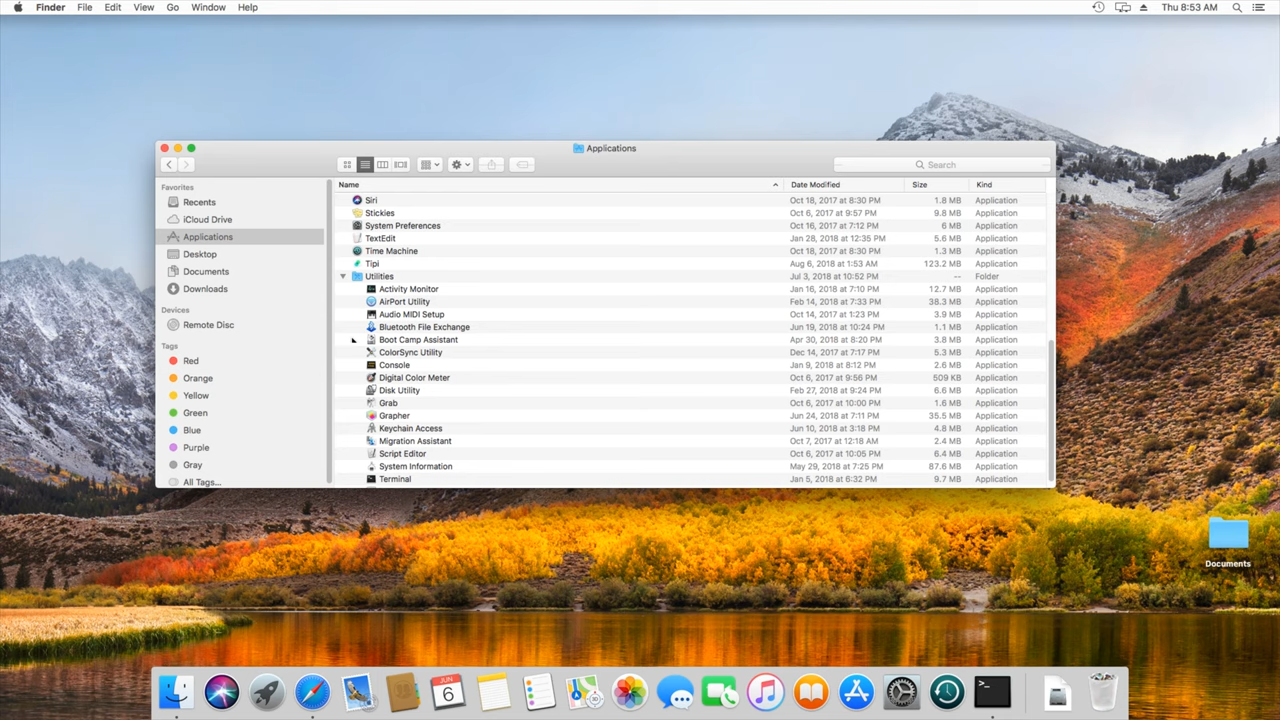 Finder File Edit View Go Window Help Thu 8:53 AM
Applications
Search
Favorites
Recents
iCloud Drive
Applications
Desktop
Documents
Downloads
Devices
Remote Disc
Tags
Red
Orange
Yellow
Green
Blue
Purple
Gray
All Tags...
Name Date Modified Size Kind
Siri Oct 18, 2017 at 8:30 PM 1.8 MB Application
Stickies Oct 6, 2017 at 9:57 PM 9.8 MB Application
System Preferences Oct 16, 2017 at 7:12 PM 6 MB Application
TextEdit Jan 28, 2018 at 12:35 PM 5.6 MB Application
Time Machine Oct 18, 2017 at 8:30 PM 1.3 MB Application
Tipi Aug 6, 2018 at 1:53 AM 123.2 MB Application
Utilities Jul 3, 2018 at 10:52 PM -- Folder
Activity Monitor Jan 16, 2018 at 7:10 PM 12.7 MB Application
AirPort Utility Feb 14, 2018 at 7:33 PM 38.3 MB Application
Audio MIDI Setup Oct 14, 2017 at 1:23 PM 3.9 MB Application
Bluetooth File Exchange Jun 19, 2018 at 10:24 PM 1.1 MB Application
Boot Camp Assistant Apr 30, 2018 at 8:20 PM 3.8 MB Application
ColorSync Utility Dec 14, 2017 at 7:17 PM 5.3 MB Application
Console Jan 9, 2018 at 8:12 PM 2.6 MB Application
Digital Color Meter Oct 6, 2017 at 9:56 PM 509 KB Application
Disk Utility Feb 27, 2018 at 9:24 PM 6.6 MB Application
Grab Oct 6, 2017 at 10:00 PM 1.6 MB Application
Grapher Jun 24, 2018 at 7:11 PM 35.5 MB Application
Keychain Access Jun 10, 2018 at 3:18 PM 4.8 MB Application
Migration Assistant Oct 7, 2017 at 12:18 AM 2.4 MB Application
Script Editor Oct 6, 2017 at 10:05 PM 6.4 MB Application
System Information May 29, 2018 at 7:25 PM 87.6 MB Application
Terminal Jan 5, 2018 at 6:32 PM 9.7 MB Application
Documents
JUN
6
3D
>_